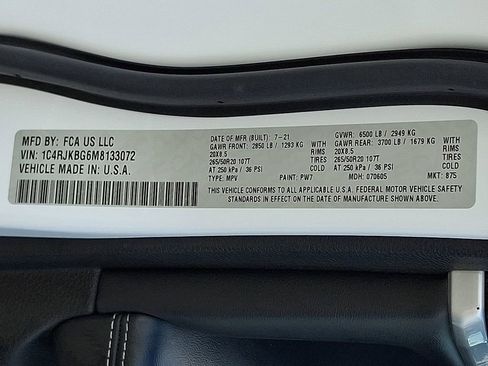 MFD BY: FCA US LLC
VIN: 1C4RJKBG6M8133072
VEHICLE MADE IN: U.S.A.
DATE OF MFR (BUILT): 7-21
GAWR FRONT: 2850 LB / 1293 KG
20X8.5
265/50R20 107T TIRES
AT 250 kPa / 36 PSI COLD
TYPE: MPV PAINT: PW7
GVWR: 6500 LB / 2949 KG
GAWR REAR: 3700 LB / 1679 KG
20X8.5
265/50R20 107T TIRES
AT 250 kPa / 36 PSI COLD
MDH: 070605 MKT: 875
THIS VEHICLE CONFORMS TO ALL APPLICABLE U.S.A. FEDERAL MOTOR VEHICLE SAFETY
STANDARDS IN EFFECT ON THE DATE OF MANUFACTURE SHOWN ABOVE.